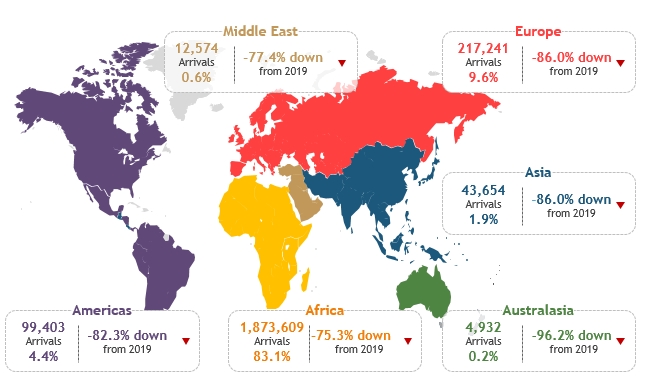 Middle East
12,574
Arrivals
0.6%
-77.4% down
from 2019
Europe
217,241
Arrivals
9.6%
-86.0% down
from 2019
Asia
43,654
Arrivals
1.9%
-86.0% down
from 2019
Americas
99,403
Arrivals
4.4%
-82.3% down
from 2019
Africa
1,873,609
Arrivals
83.1%
-75.3% down
from 2019
Australasia
4,932
Arrivals
0.2%
-96.2% down
from 2019